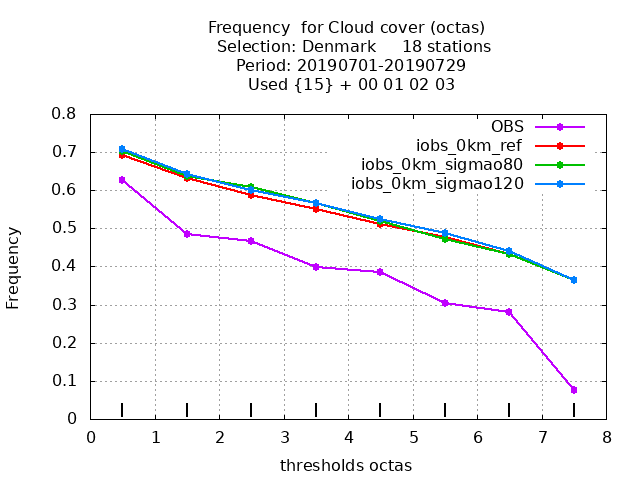 Frequency  for Cloud cover (octas)
Selection: Denmark     18 stations
Period: 20190701-20190729
Used {15} + 00 01 02 03
OBS
iobs_0km_ref
iobs_0km_sigmao80
iobs_0km_sigmao120
Frequency
0.8
0.7
0.6
0.5
0.4
0.3
0.2
0.1
0
0 1 2 3 4 5 6 7 8
thresholds octas